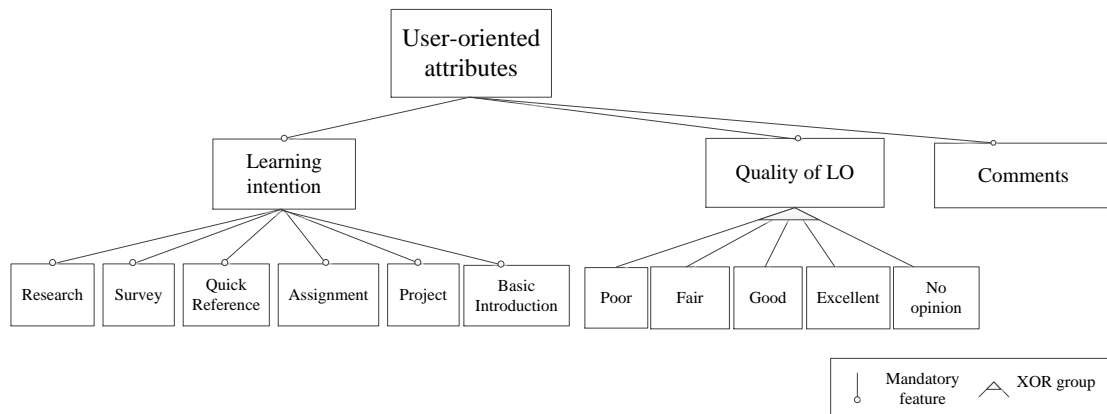 User-oriented
attributes
Learning
intention
Quality of LO
Comments
Research
Survey
Quick
Reference
Assignment
Project
Basic
Introduction
Poor
Fair
Good
Excellent
No
opinion
Mandatory
feature
XOR group